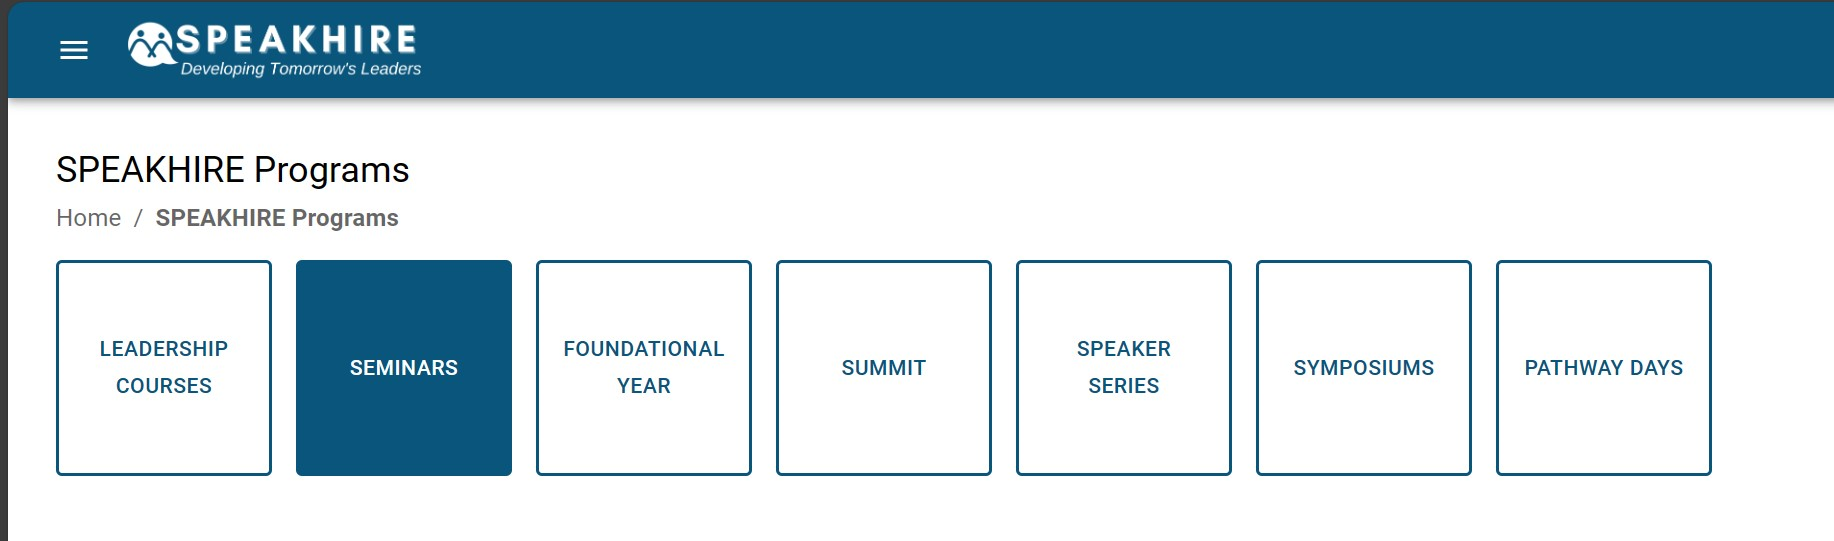 SPEAKHIRE
Developing Tomorrow's Leaders
SPEAKHIRE Programs
Home / SPEAKHIRE Programs
LEADERSHIP
COURSES
SEMINARS
FOUNDATIONAL
YEAR
SUMMIT
SPEAKER
SERIES
SYMPOSIUMS
PATHWAY DAYS